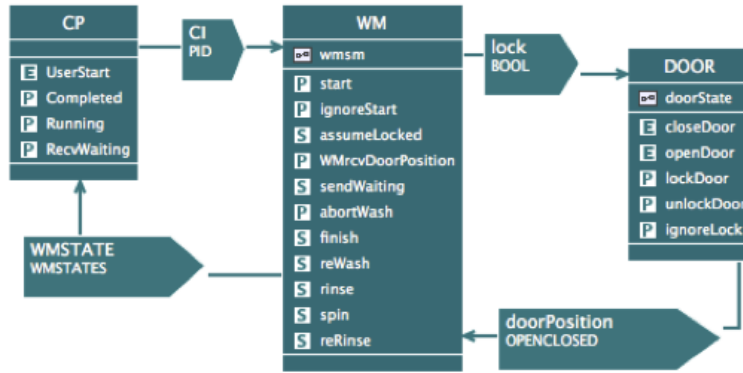 CP
E UserStart
P Completed
P Running
P RecvWaiting
CI
PID
WM
wmsm
P start
P ignoreStart
S assumeLocked
P WMrcvDoorPosition
S sendWaiting
P abortWash
S finish
S reWash
S rinse
S spin
S reRinse
lock
BOOL
DOOR
doorState
E closeDoor
E openDoor
P lockDoor
P unlockDoor
P ignoreLock
WMSTATE
WMSTATES
doorPosition
OPENCLOSED